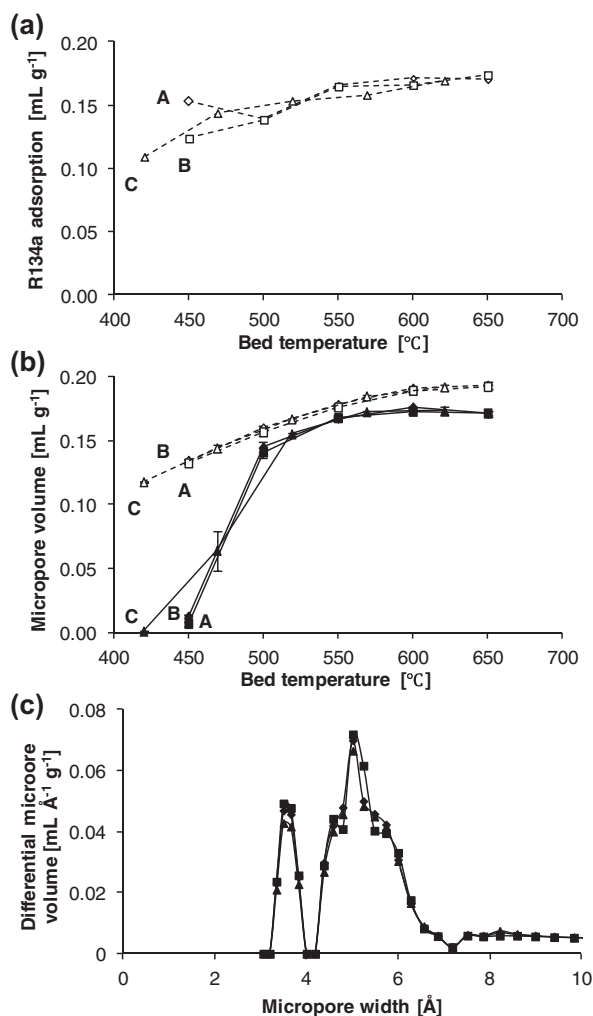 (a)
0.20
0.15
0.10
0.05
0.00
R134a adsorption [mL g⁻¹]
A
B
C
400 450 500 550 600 650 700
Bed temperature [℃]
(b)
0.20
0.15
0.10
0.05
0.00
Micropore volume [mL g⁻¹]
B
A
C
C
B
A
400 450 500 550 600 650 700
Bed temperature [℃]
(c)
0.08
0.06
0.04
0.02
0
Differential microore
volume [mL Å⁻¹ g⁻¹]
0 2 4 6 8 10
Micropore width [Å]